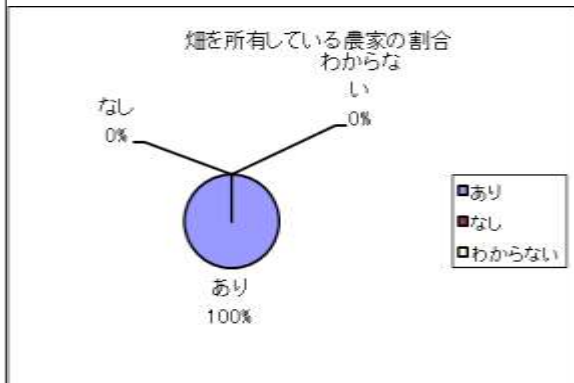 畑を所有している農家の割合
わからな
い
0%
なし
0%
あり
100%
あり
なし
わからない